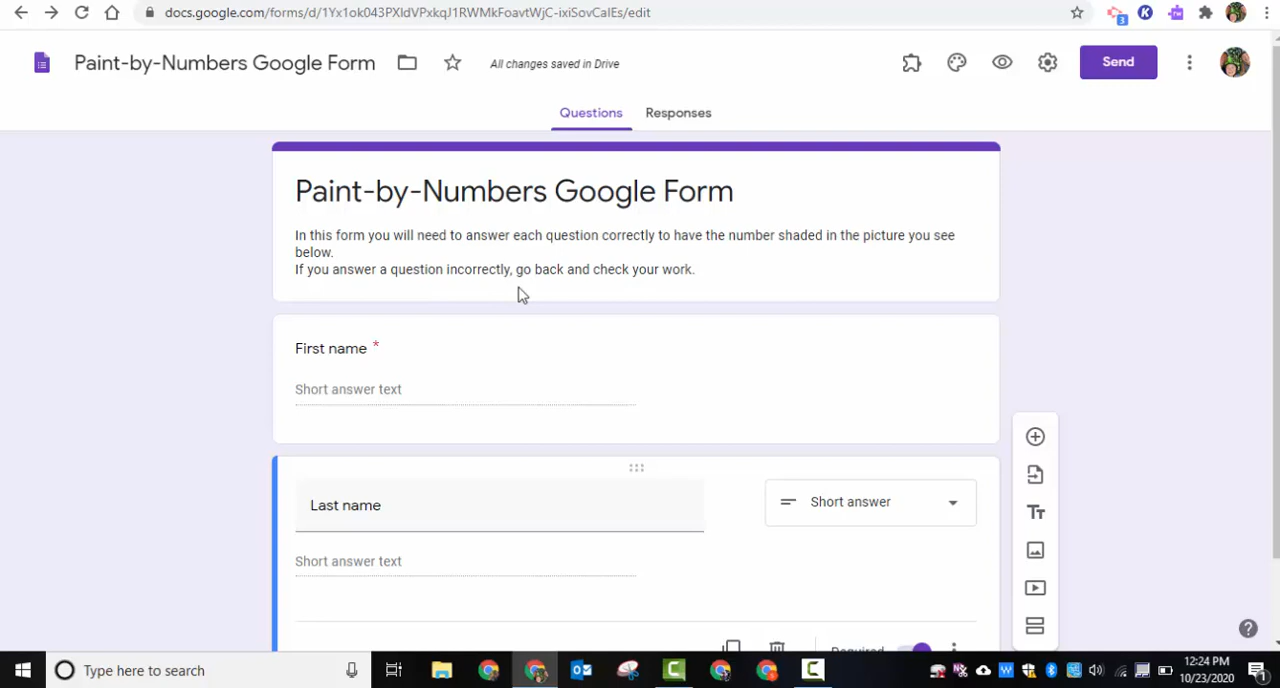 docs.google.com/forms/d/1Yx1ok043PXldVPxkqJ1RWMkFoavtWjC-ixiSovCalEs/edit
3
K
Paint-by-Numbers Google Form
All changes saved in Drive
Send
Questions
Responses
Paint-by-Numbers Google Form
In this form you will need to answer each question correctly to have the number shaded in the picture you see
below.
If you answer a question incorrectly, go back and check your work.
First name *
Short answer text
Last name
Short answer
Short answer text
Required
Type here to search
12:24 PM
10/23/2020
1